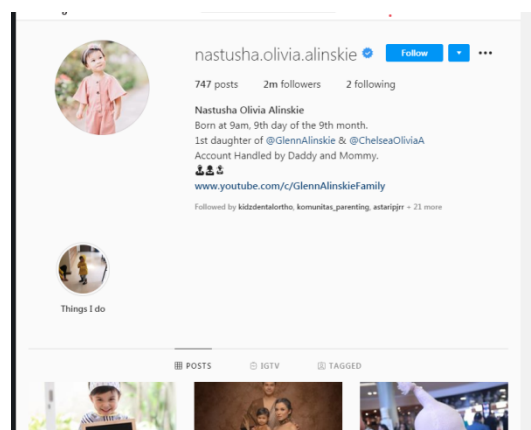 nastusha.olivia.alinskie Follow
747 posts 2m followers 2 following
Nastusha Olivia Alinskie
Born at 9am, 9th day of the 9th month.
1st daughter of @GlennAlinskie & @ChelseaOliviaA
Account Handled by Daddy and Mommy.
www.youtube.com/c/GlennAlinskieFamily
Followed by kidzdentalortho, komunitas_parenting, astaripjrr + 21 more
Things I do
POSTS IGTV TAGGED